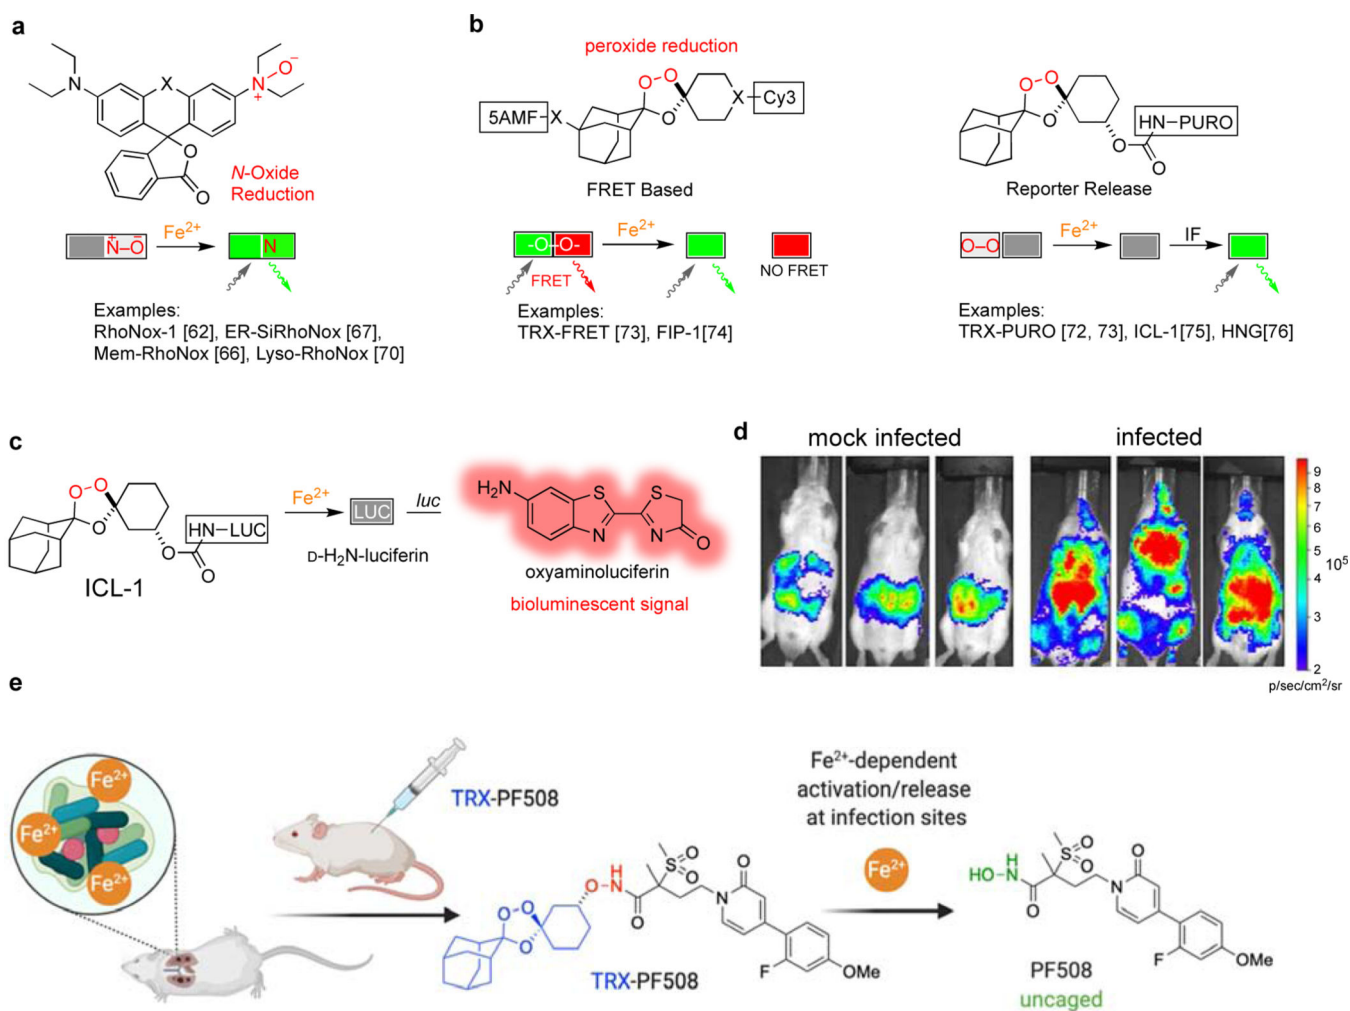 a
N
X
N
O-
+
O
O
N-Oxide
Reduction
N–O
+
-
Fe2+
N
Examples:
RhoNox-1 [62], ER-SiRhoNox [67],
Mem-RhoNox [66], Lyso-RhoNox [70]
b
peroxide reduction
O-O
5AMF
X
O
X
Cy3
FRET Based
-O-O-
Fe2+
FRET
NO FRET
Examples:
TRX-FRET [73], FIP-1[74]
O-O
O
HN–PURO
O
O
Reporter Release
O–O
Fe2+
IF
Examples:
TRX-PURO [72, 73], ICL-1[75], HNG[76]
c
O-O
O
HN–LUC
O
O
ICL-1
Fe2+
LUC
luc
D-H2N-luciferin
H2N
S
N
S
N
O
oxyaminoluciferin
bioluminescent signal
d
mock infected
infected
9
8
7
6
5
4
3
2
105
p/sec/cm2/sr
e
Fe2+
Fe2+
Fe2+
TRX-PF508
O-O
O
O
H
N
O
S
O
O
N
O
F
OMe
TRX-PF508
Fe2+-dependent
activation/release
at infection sites
Fe2+
HO
H
N
O
S
O
O
N
O
F
OMe
PF508
uncaged